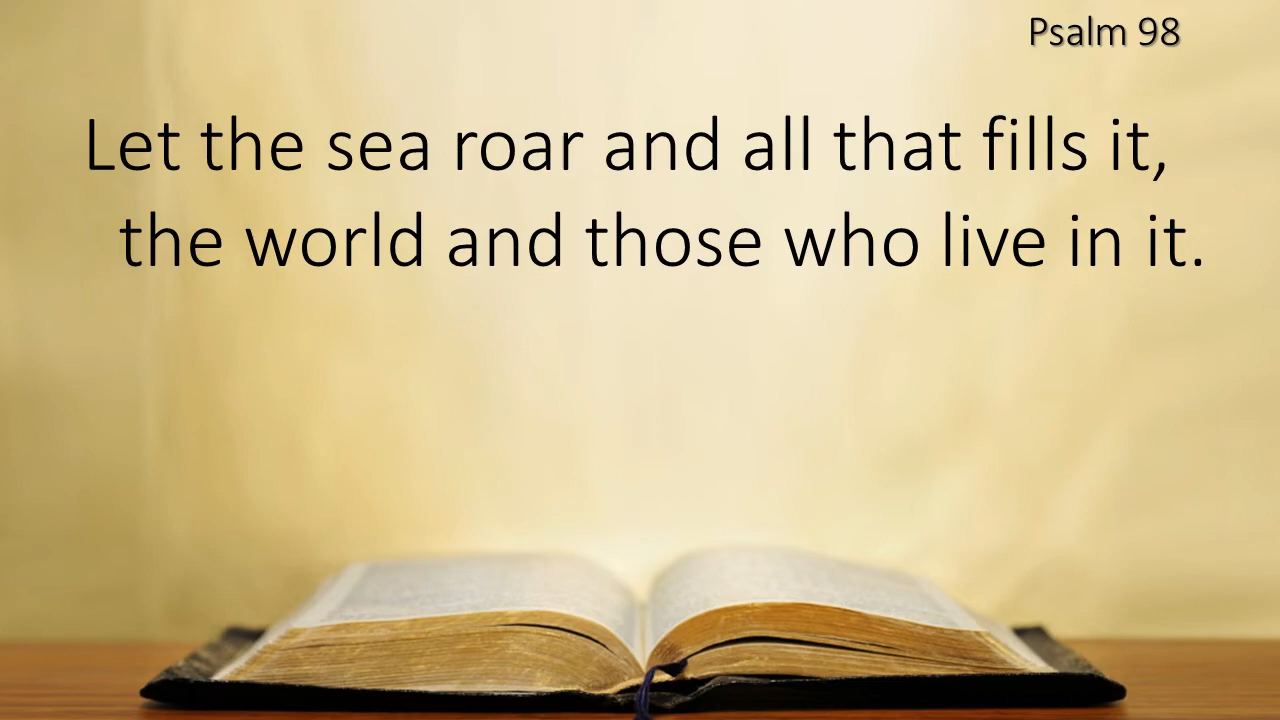 Psalm 98
Let the sea roar and all that fills it,
the world and those who live in it.